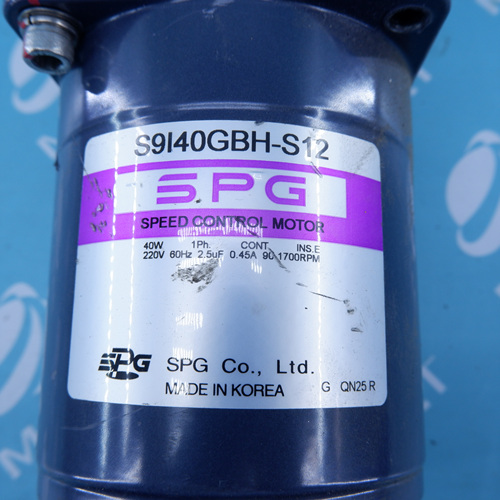 S9I40GBH-S12
SPG
SPEED CONTROL MOTOR
40W 1Ph. CONT. INS.E
220V 60Hz 2.5uF 0.45A 90 1700RPM
SPG SPG Co., Ltd.
MADE IN KOREA G QN25 R